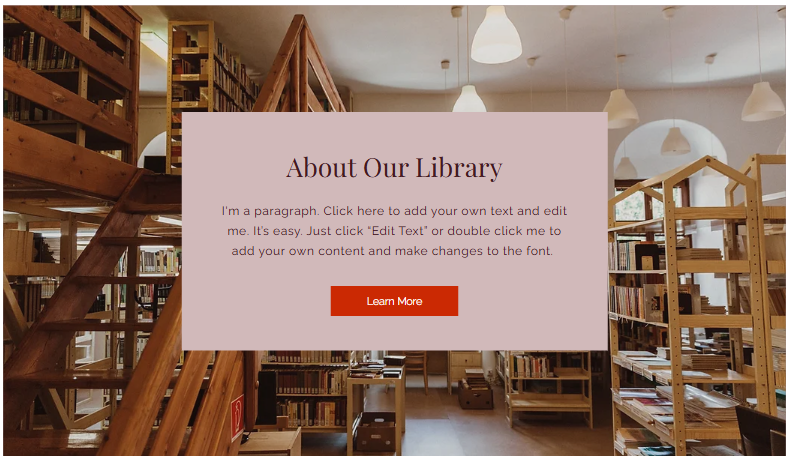 About Our Library
I'm a paragraph. Click here to add your own text and edit
me. It's easy. Just click “Edit Text” or double click me to
add your own content and make changes to the font.
Learn More